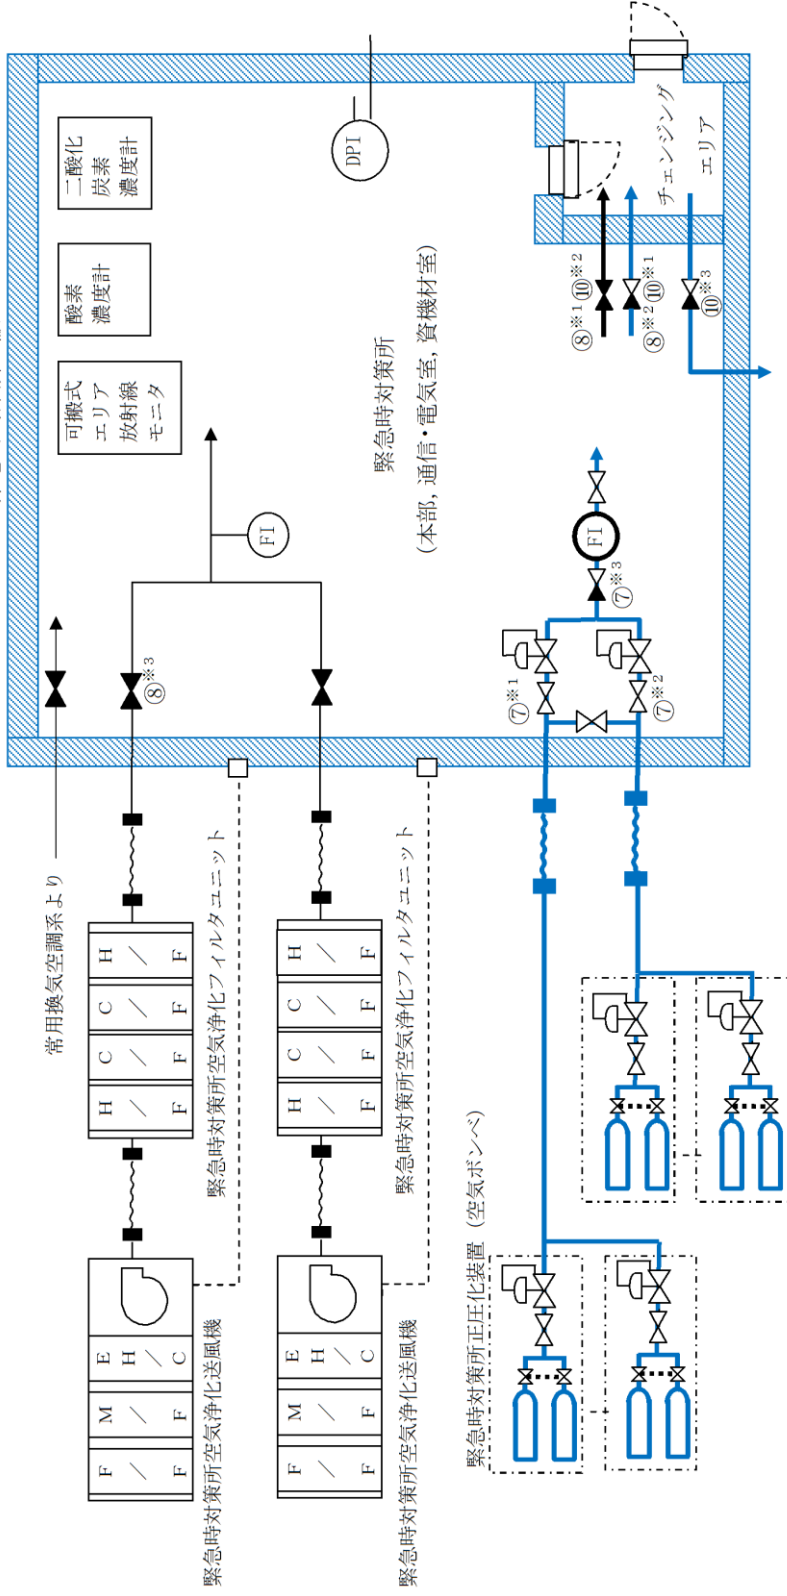 二酸化
炭素
濃度計
酸素
濃度計
可搬式
エリア
放射線
モニタ
DPI
チェンジング
エリア
⑧※1 ⑩※2
⑧※2 ⑩※1
⑩※3
緊急時対策所
(本部, 通信・電気室, 資機材室)
FI
FI
⑦※3
⑧※3
⑦※1
⑦※2
常用換気空調系より
H/F
C/F
C/F
H/F
緊急時対策所空気浄化フィルタユニット
H/F
C/F
C/F
H/F
緊急時対策所空気浄化フィルタユニット
F/F
M/F
EH/C
緊急時対策所空気浄化送風機
F/F
M/F
EH/C
緊急時対策所空気浄化送風機
緊急時対策所正圧化装置 (空気ボンベ)